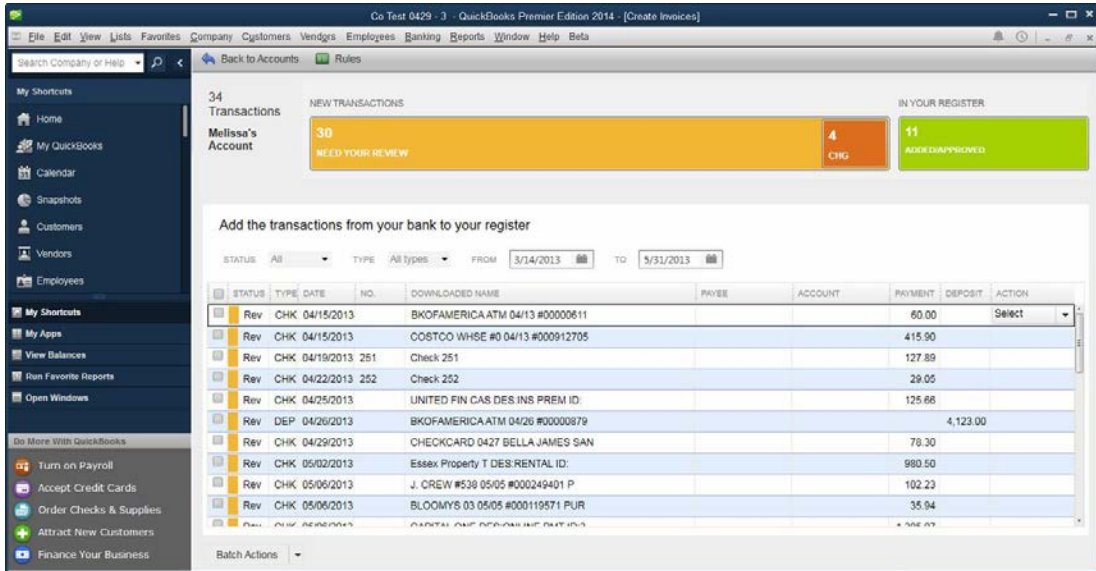 Co Test 0429 - 3 - QuickBooks Premier Edition 2014 - [Create Invoices]
File Edit View Lists Favorites Company Customers Vendors Employees Banking Reports Window Help Beta
Search Company or Help
Back to Accounts Rules
My Shortcuts
Home
My QuickBooks
Calendar
Snapshots
Customers
Vendors
Employees
My Shortcuts
My Apps
View Balances
Run Favorite Reports
Open Windows
Do More With QuickBooks
Turn on Payroll
Accept Credit Cards
Order Checks & Supplies
Attract New Customers
Finance Your Business
34
Transactions
Melissa's
Account
NEW TRANSACTIONS
30
NEED YOUR REVIEW
4
CHG
IN YOUR REGISTER
11
ADDED/APPROVED
Add the transactions from your bank to your register
STATUS All TYPE All types FROM 3/14/2013 TO 5/31/2013
STATUS TYPE DATE NO. DOWNLOADED NAME PAYEE ACCOUNT PAYMENT DEPOSIT ACTION
Rev CHK 04/15/2013 BKOFAMERICA ATM 04/13 #00000611 60.00 Select
Rev CHK 04/15/2013 COSTCO WHSE #0 04/13 #000912705 415.90
Rev CHK 04/19/2013 251 Check 251 127.89
Rev CHK 04/22/2013 252 Check 252 29.05
Rev CHK 04/25/2013 UNITED FIN CAS DES:INS PREM ID: 125.66
Rev DEP 04/26/2013 BKOFAMERICA ATM 04/26 #00000879 4,123.00
Rev CHK 04/29/2013 CHECKCARD 0427 BELLA JAMES SAN 78.30
Rev CHK 05/02/2013 Essex Property T DES:RENTAL ID: 980.50
Rev CHK 05/06/2013 J. CREW #538 05/05 #000249401 P 102.23
Rev CHK 05/06/2013 BLOOMYS 03 05/05 #000119571 PUR 35.94
Rev CHK 05/06/2013 CAPITAL ONE DES:ONLINE PMT
Batch Actions